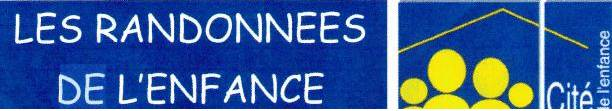 LES RANDONNEES
DE L'ENFANCE
Cité
de l'enfance